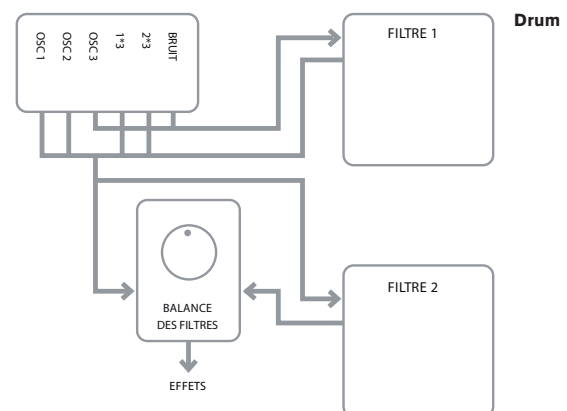 OSC 1
OSC 2
OSC 3
1*3
2*3
BRUIT
FILTRE 1
Drum
BALANCE
DES FILTRES
FILTRE 2
EFFETS